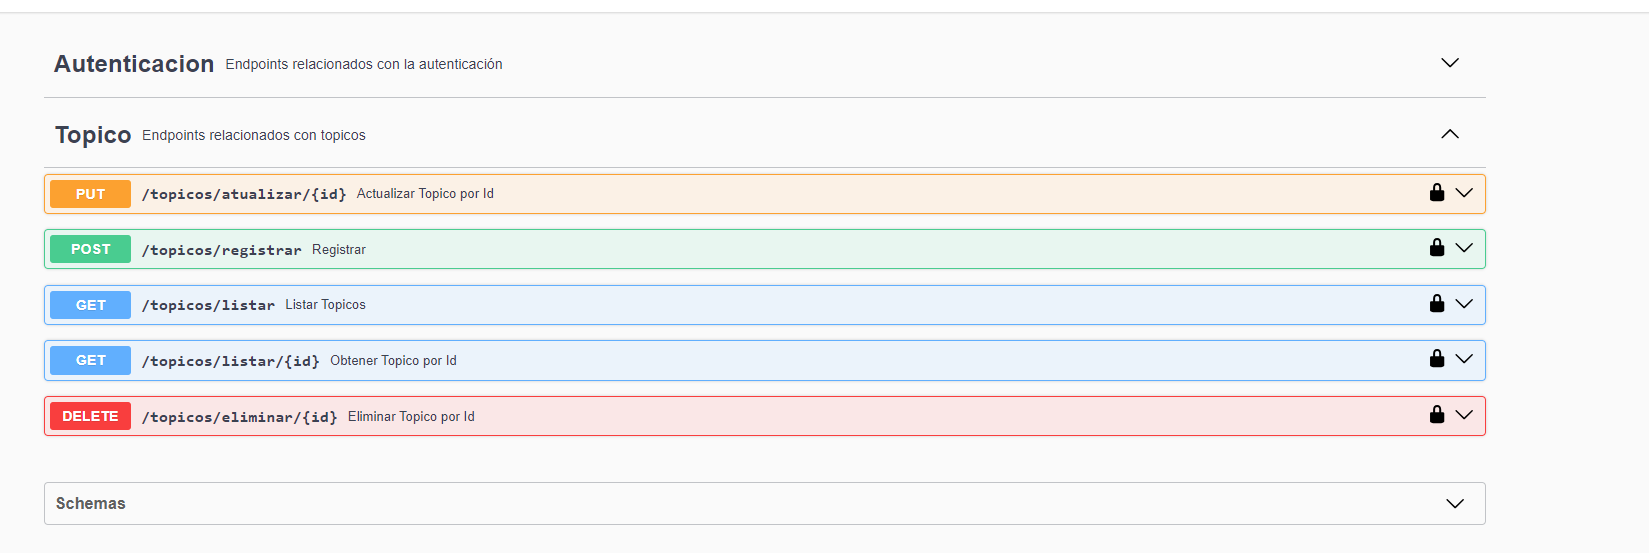 Autenticacion Endpoints relacionados con la autenticación
Topico Endpoints relacionados con topicos
PUT /topicos/atualizar/{id} Actualizar Topico por Id
POST /topicos/registrar Registrar
GET /topicos/listar Listar Topicos
GET /topicos/listar/{id} Obtener Topico por Id
DELETE /topicos/eliminar/{id} Eliminar Topico por Id
Schemas